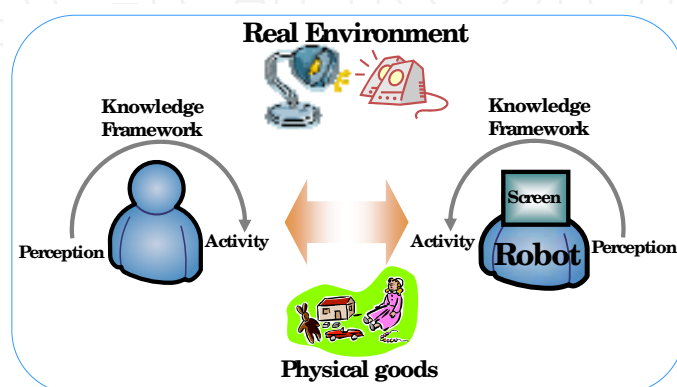 Real Environment
Knowledge
Framework
Knowledge
Framework
Screen
Perception
Activity
Activity
Robot
Perception
Physical goods